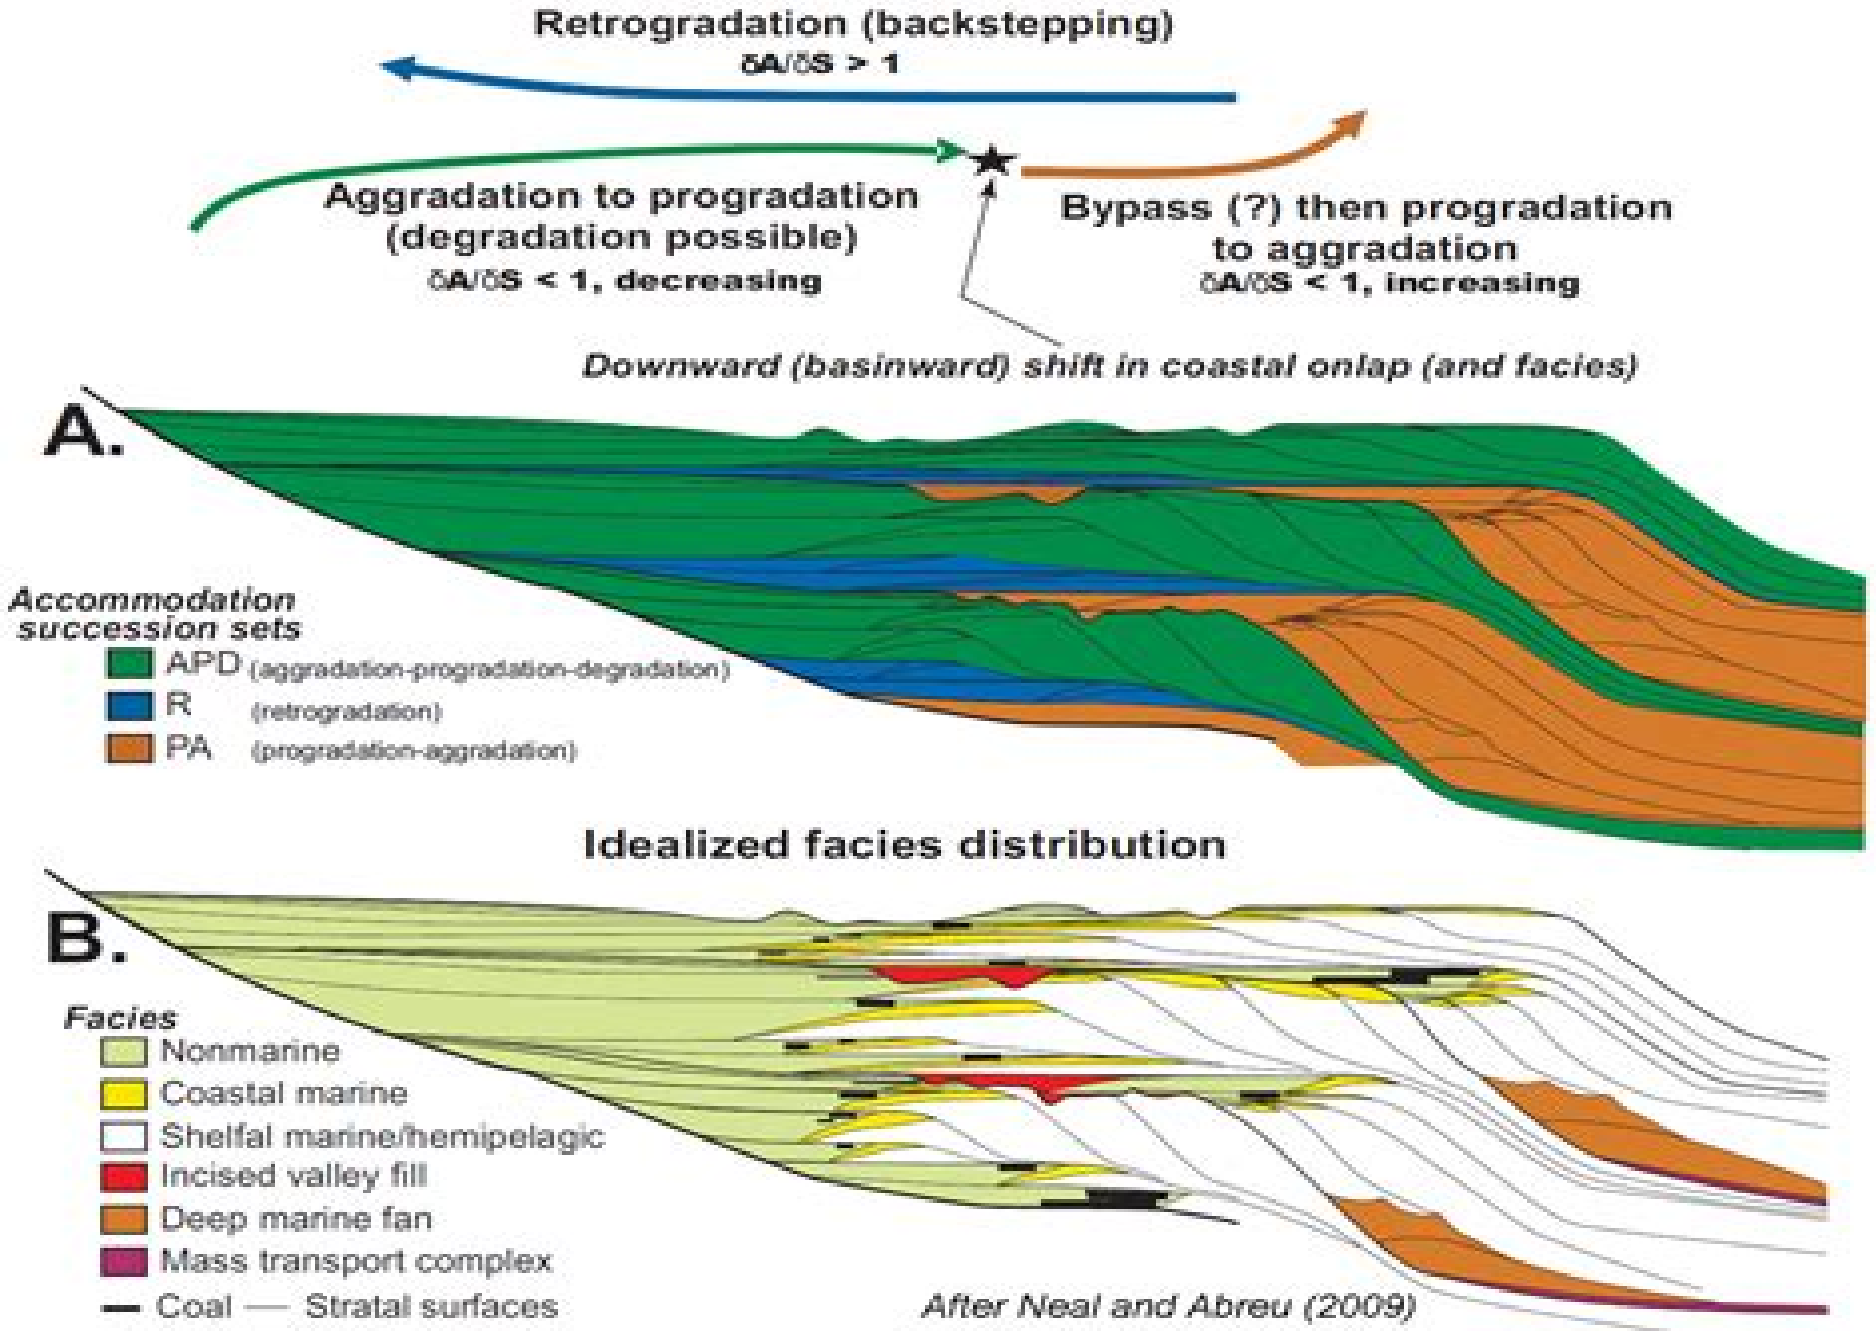 Retrogradation (backstepping)
δA/δS > 1
Aggradation to progradation
(degradation possible)
δA/δS < 1, decreasing
Bypass (?) then progradation
to aggradation
δA/δS < 1, increasing
Downward (basinward) shift in coastal onlap (and facies)
A.
Accommodation
succession sets
APD (aggradation-progradation-degradation)
R (retrogradation)
PA (progradation-aggradation)
Idealized facies distribution
B.
Facies
Nonmarine
Coastal marine
Shelfal marine/hemipelagic
Incised valley fill
Deep marine fan
Mass transport complex
Coal Stratal surfaces
After Neal and Abreu (2009)